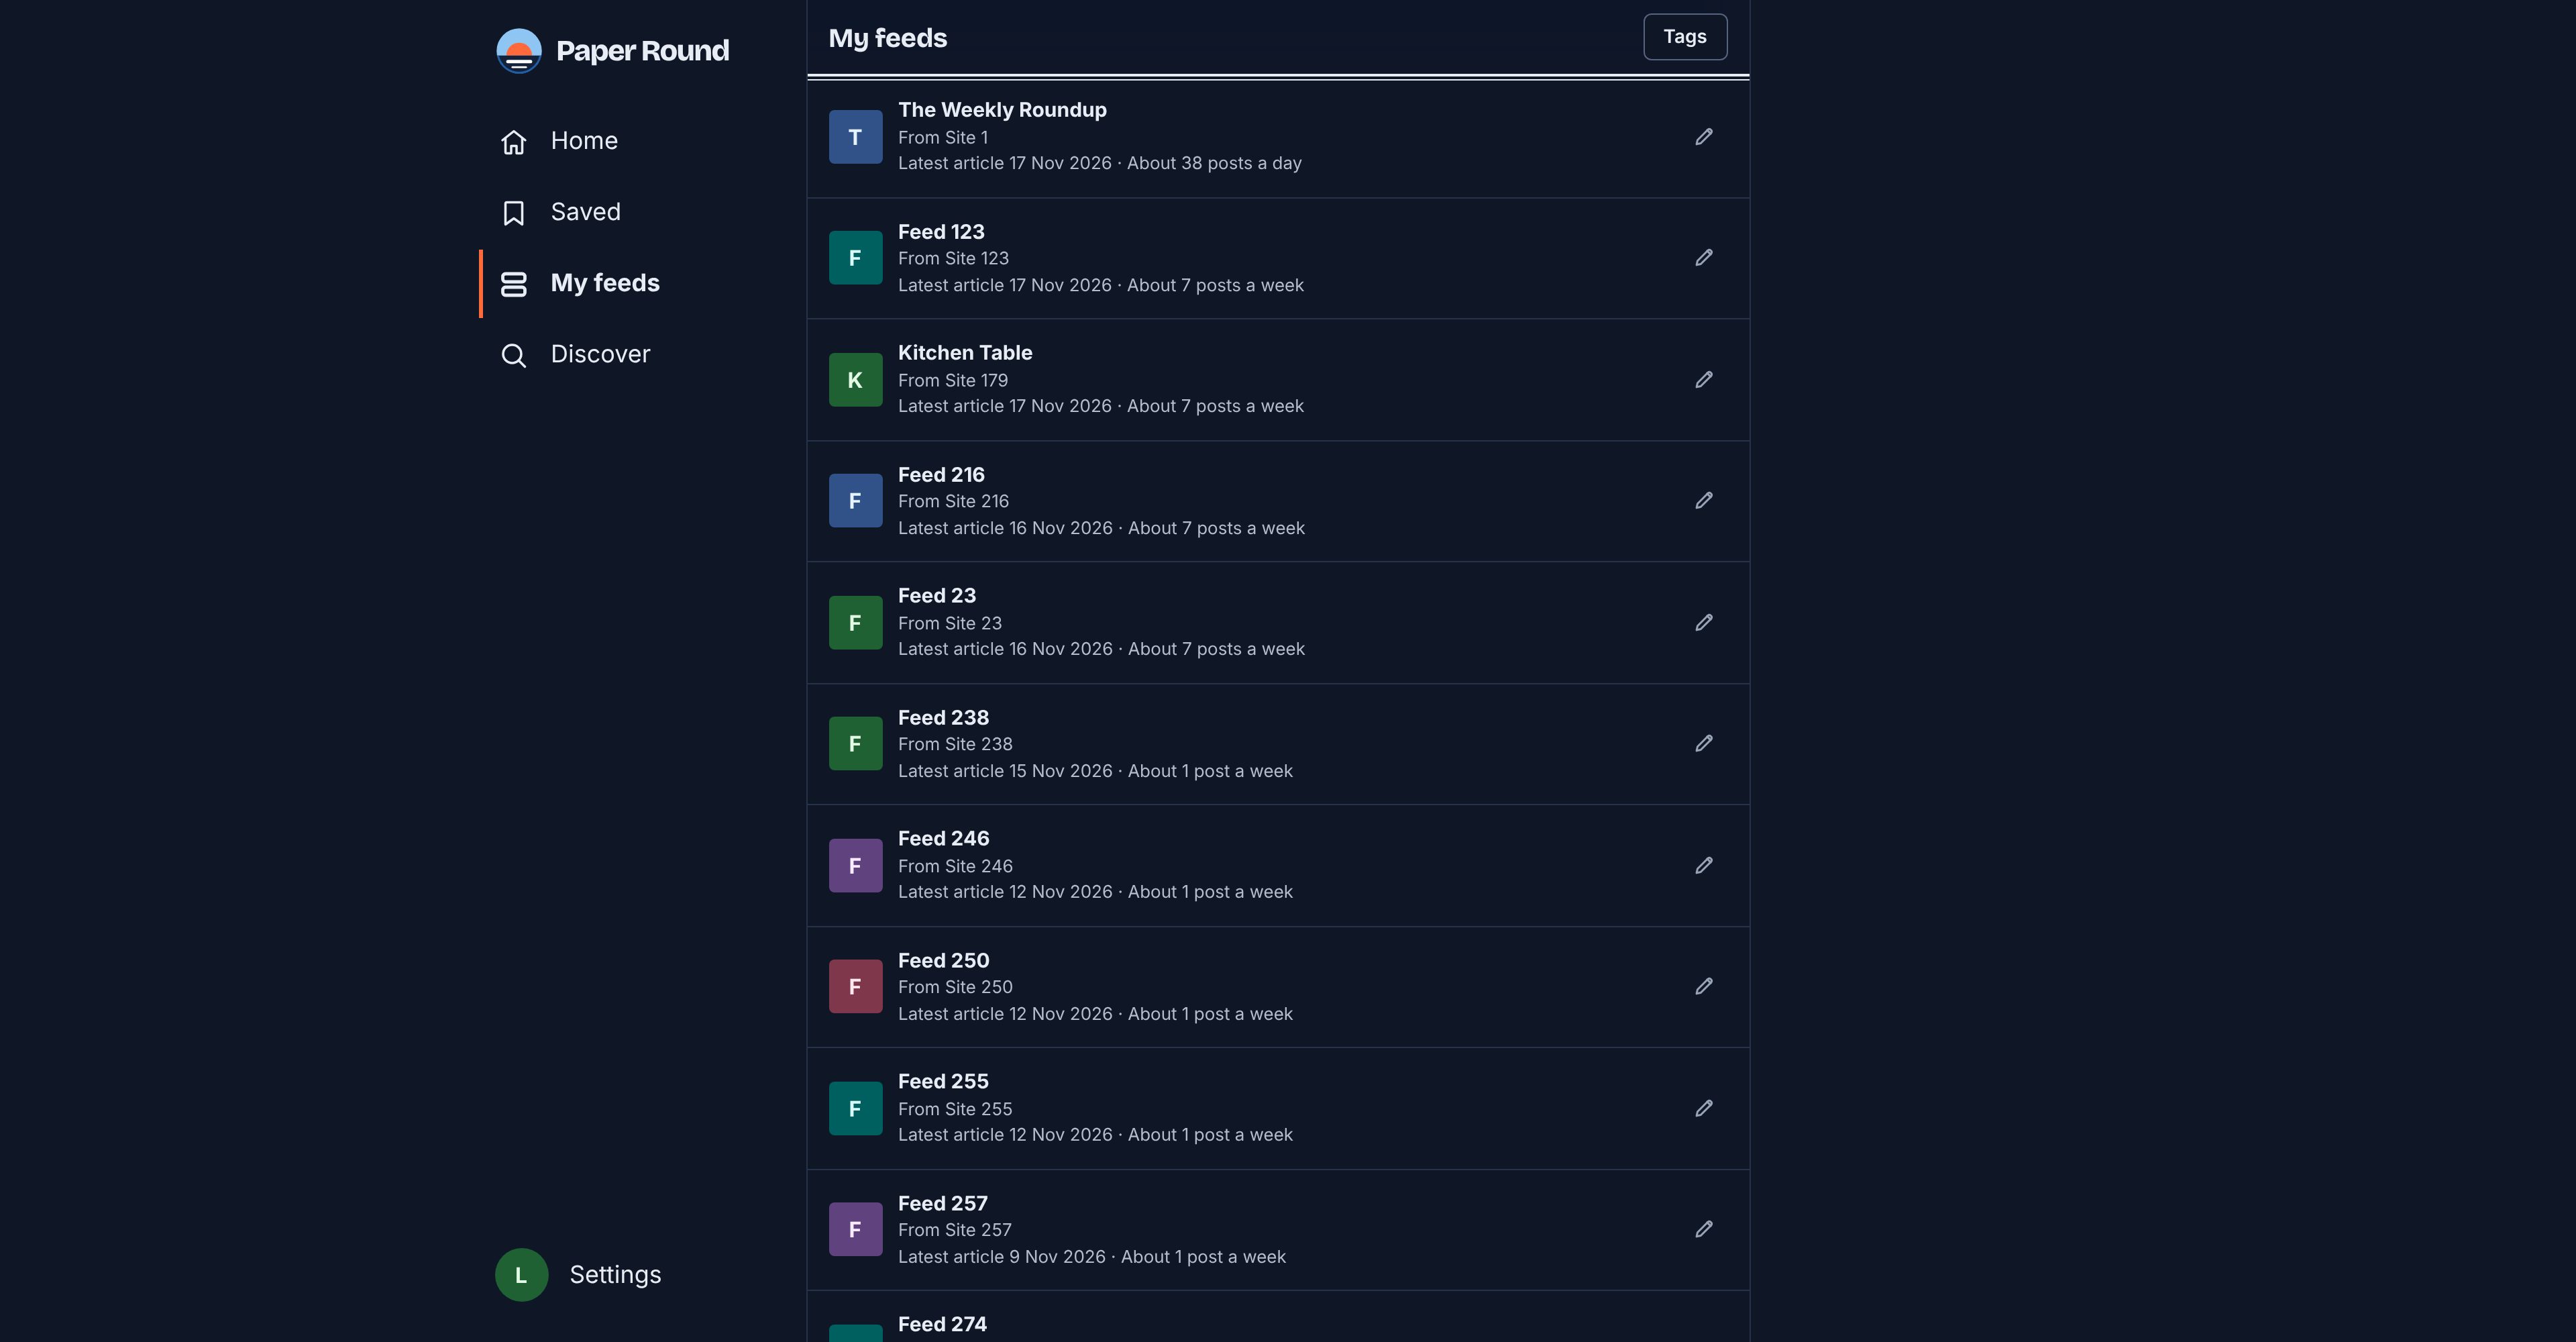 Paper Round
Home
Saved
My feeds
Discover
L
Settings
My feeds
Tags
T
The Weekly Roundup
From Site 1
Latest article 17 Nov 2026 · About 38 posts a day
F
Feed 123
From Site 123
Latest article 17 Nov 2026 · About 7 posts a week
K
Kitchen Table
From Site 179
Latest article 17 Nov 2026 · About 7 posts a week
F
Feed 216
From Site 216
Latest article 16 Nov 2026 · About 7 posts a week
F
Feed 23
From Site 23
Latest article 16 Nov 2026 · About 7 posts a week
F
Feed 238
From Site 238
Latest article 15 Nov 2026 · About 1 post a week
F
Feed 246
From Site 246
Latest article 12 Nov 2026 · About 1 post a week
F
Feed 250
From Site 250
Latest article 12 Nov 2026 · About 1 post a week
F
Feed 255
From Site 255
Latest article 12 Nov 2026 · About 1 post a week
F
Feed 257
From Site 257
Latest article 9 Nov 2026 · About 1 post a week
Feed 274